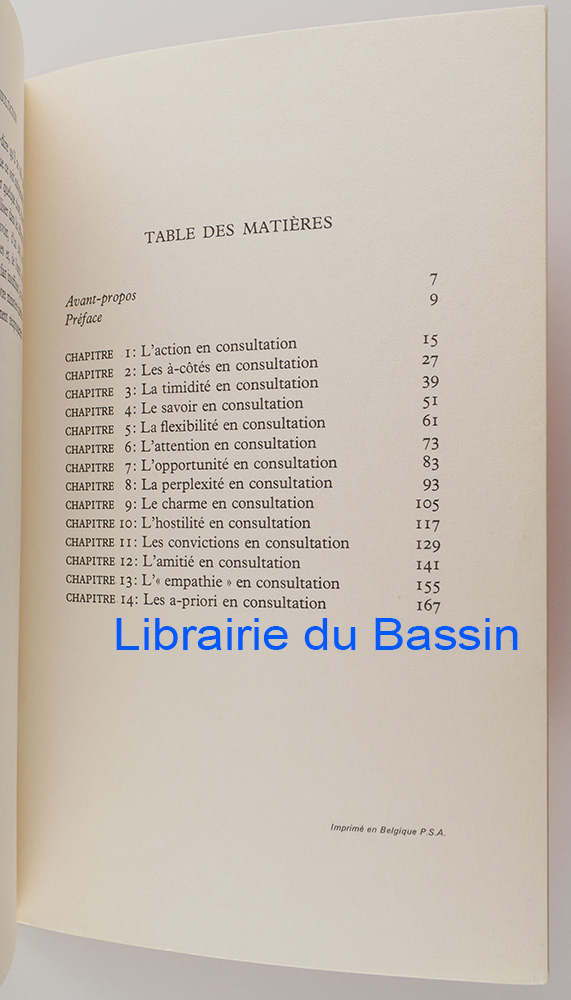 TABLE DES MATIÈRES
Avant-propos 7
Préface 9
CHAPITRE 1: L'action en consultation 15
CHAPITRE 2: Les à-côtés en consultation 27
CHAPITRE 3: La timidité en consultation 39
CHAPITRE 4: Le savoir en consultation 51
CHAPITRE 5: La flexibilité en consultation 61
CHAPITRE 6: L'attention en consultation 73
CHAPITRE 7: L'opportunité en consultation 83
CHAPITRE 8: La perplexité en consultation 93
CHAPITRE 9: Le charme en consultation 105
CHAPITRE 10: L'hostilité en consultation 117
CHAPITRE 11: Les convictions en consultation 129
CHAPITRE 12: L'amitié en consultation 141
CHAPITRE 13: L'« empathie » en consultation 155
CHAPITRE 14: Les a-priori en consultation 167
Librairie du Bassin
Imprimé en Belgique P.S.A.